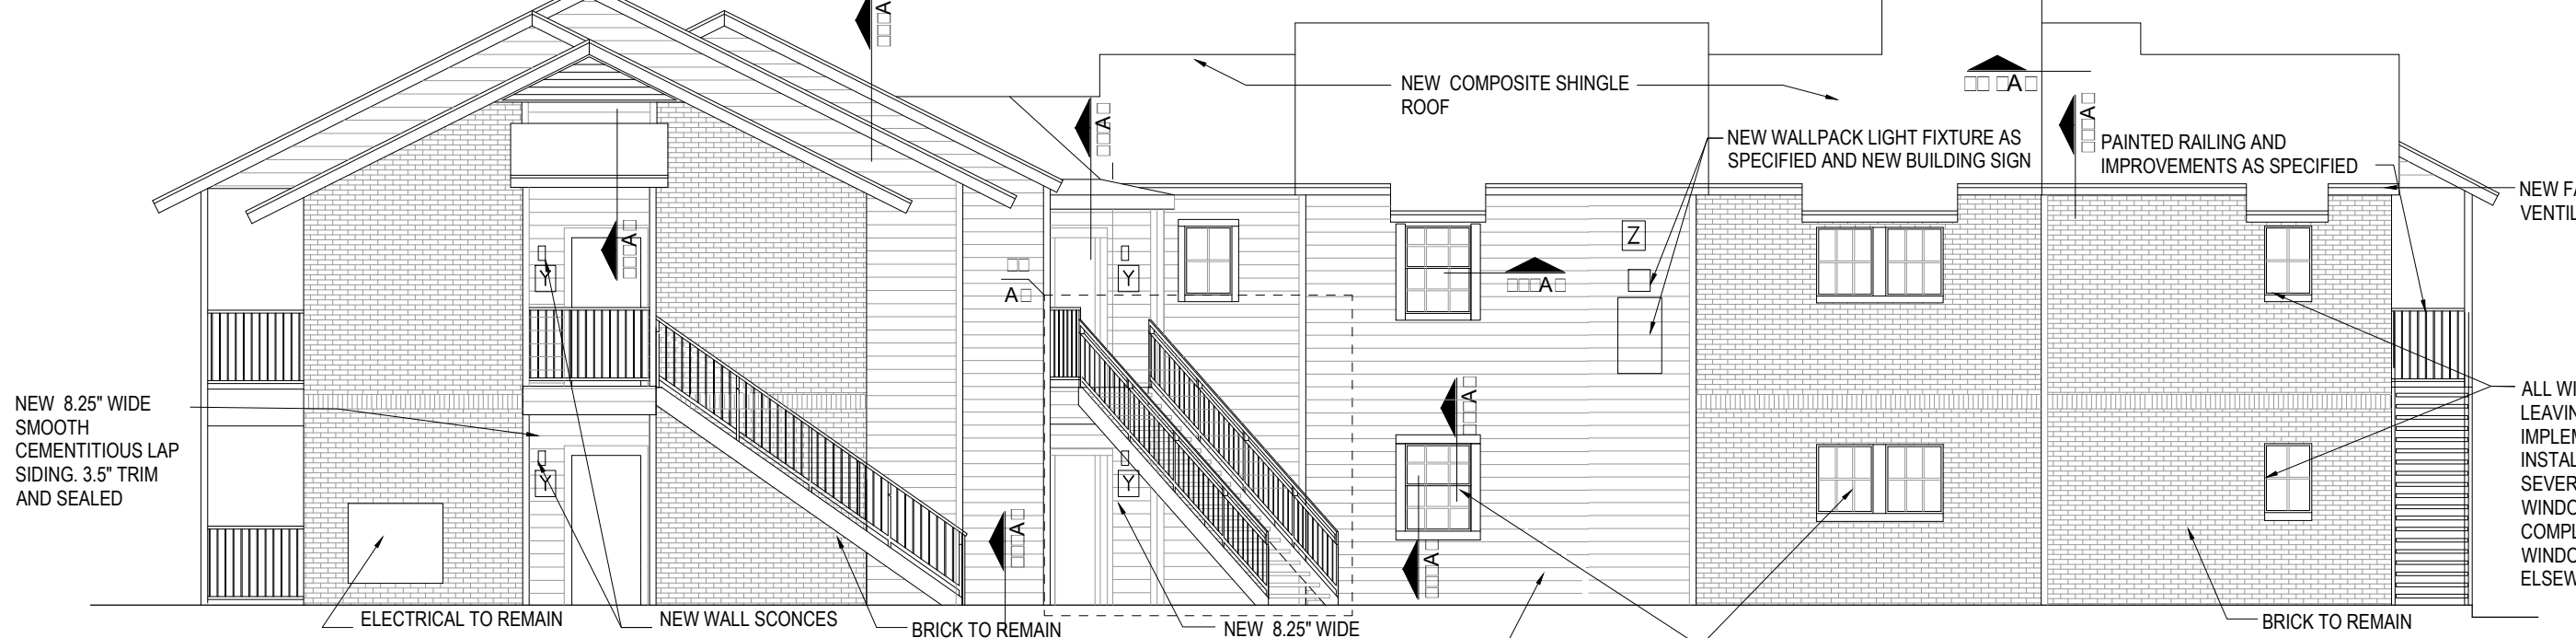 NEW COMPOSITE SHINGLE
ROOF
NEW WALLPACK LIGHT FIXTURE AS
SPECIFIED AND NEW BUILDING SIGN
PAINTED RAILING AND
IMPROVEMENTS AS SPECIFIED
NEW FA
VENTIL
NEW 8.25" WIDE
SMOOTH
CEMENTITIOUS LAP
SIDING. 3.5" TRIM
AND SEALED
A
A
A
A
A
A
A
A
A
A
Y
Y
Y
Y
Z
ALL WI
LEAVIN
IMPLEM
INSTAL
SEVER
WINDO
COMPL
WINDO
ELSEW
ELECTRICAL TO REMAIN
NEW WALL SCONCES
BRICK TO REMAIN
NEW 8.25" WIDE
BRICK TO REMAIN